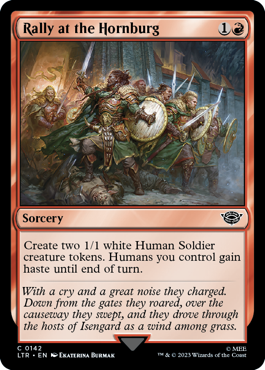 Rally at the Hornburg 1
Sorcery
Create two 1/1 white Human Soldier
creature tokens. Humans you control gain
haste until end of turn.
With a cry and a great noise they charged.
Down from the gates they roared, over the
causeway they swept, and they drove through
the hosts of Isengard as a wind among grass.
C 0142 © MEE
LTR • EN Ekaterina Burmak ™ & © 2023 Wizards of the Coast